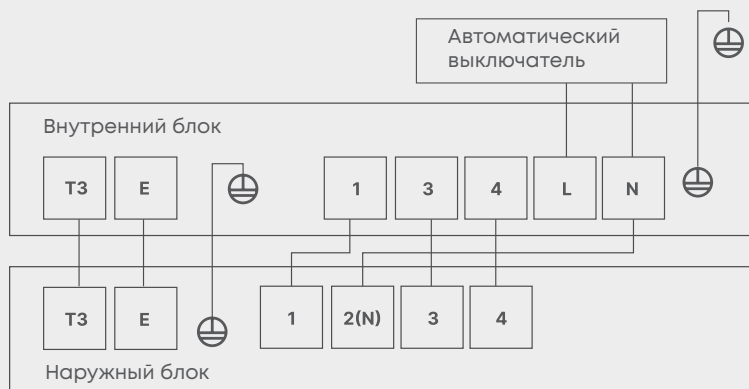 Автоматический
выключатель
Внутренний блок
T3 E 1 3 4 L N
T3 E 1 2(N) 3 4
Наружный блок